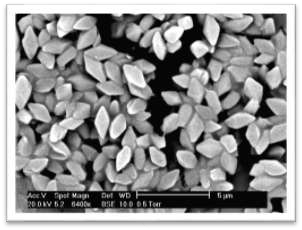 Acc.V Spot Magn Det WD 5 µm
20.0 kV 5.2 6400x BSE 10.0 0.5 Torr